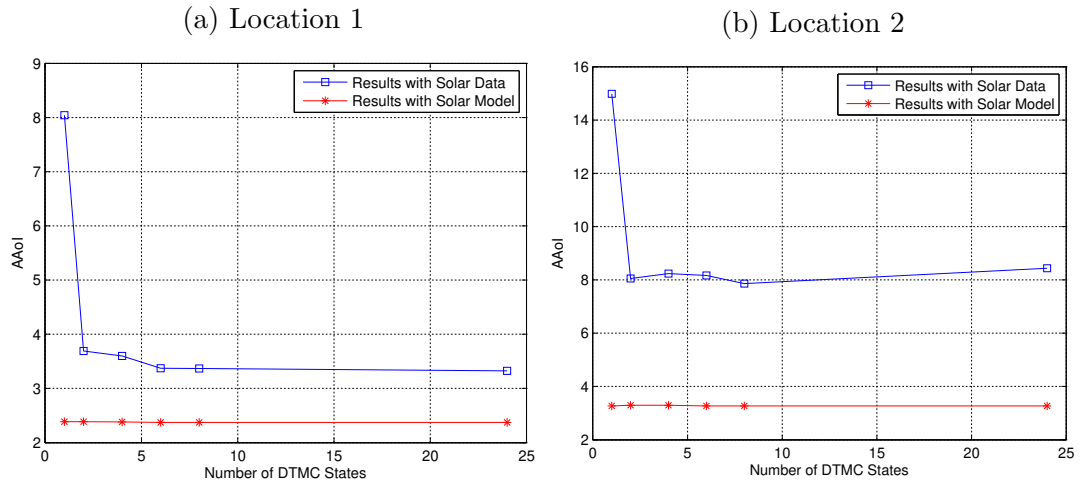 (a) Location 1
9
8
7
6
5
4
3
2
0
5
10
15
20
25
AAoI
Number of DTMC States
Results with Solar Data
Results with Solar Model
(b) Location 2
16
14
12
10
8
6
4
2
0
5
10
15
20
25
AAoI
Number of DTMC States
Results with Solar Data
Results with Solar Model